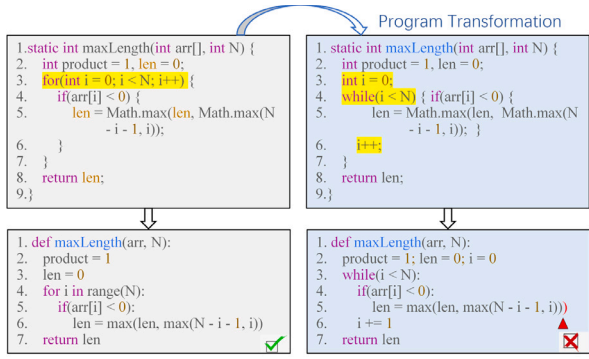 Program Transformation
1.static int maxLength(int arr[], int N) {
2. int product = 1, len = 0;
3. for(int i = 0; i < N; i++) {
4. if(arr[i] < 0) {
5. len = Math.max(len, Math.max(N
- i - 1, i));
6. }
7. }
8. return len;
9.}
1. static int maxLength(int arr[], int N) {
2. int product = 1, len = 0;
3. int i = 0;
4. while(i < N) { if(arr[i] < 0) {
5. len = Math.max(len, Math.max(N
- i - 1, i)); }
6. i++;
7. }
8. return len;
9.}
1. def maxLength(arr, N):
2. product = 1
3. len = 0
4. for i in range(N):
5. if(arr[i] < 0):
6. len = max(len, max(N - i - 1, i))
7. return len
1. def maxLength(arr, N):
2. product = 1; len = 0; i = 0
3. while(i < N):
4. if(arr[i] < 0):
5. len = max(len, max(N - i - 1, i)))
6. i += 1
7. return len